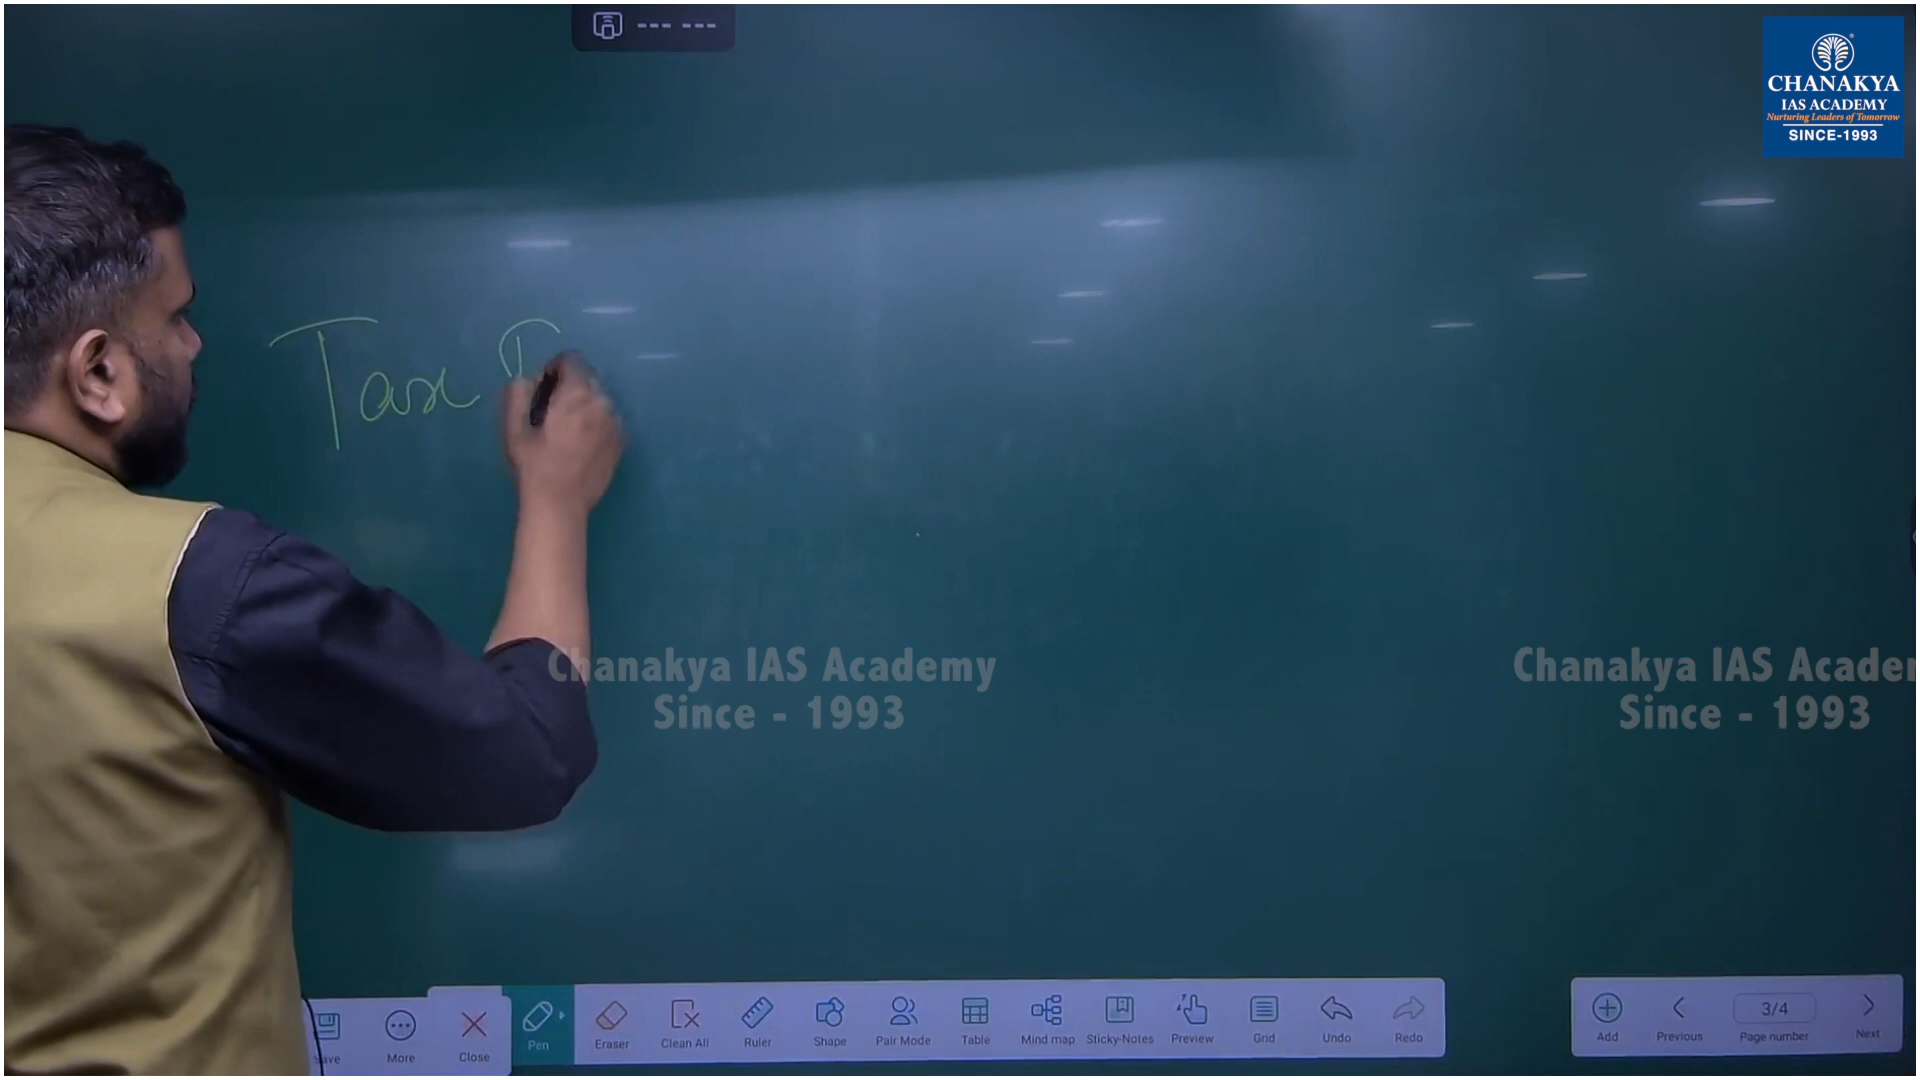 --- ---
CHANAKYA
IAS ACADEMY
Nurturing Leaders of Tomorrow
SINCE-1993
Tax
Chanakya IAS Academy
Since - 1993
Chanakya IAS Academ
Since - 1993
More
Close
Pen
Eraser
Clean All
Ruler
Shape
Pair Mode
Table
Mind map
Sticky-Notes
Preview
Grid
Undo
Redo
Add
Previous
3/4
Page number
Next